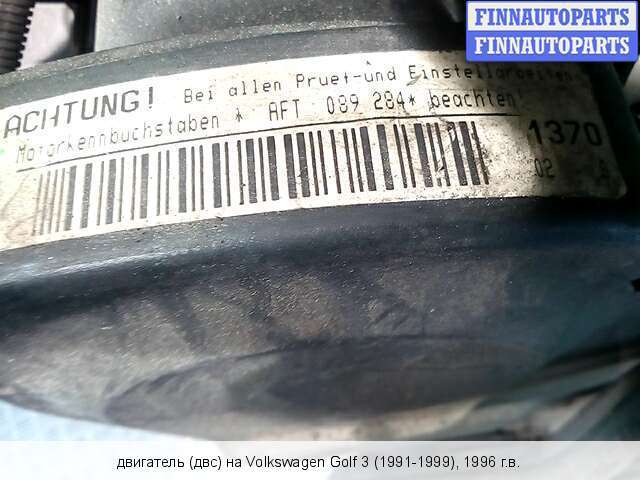 FINNAUTOPARTS
FINNAUTOPARTS
ACHTUNG! Bei allen Pruef-und Einstellarbeiten
Motorkennbuchstaben * AFT 089 284* beachten!
1370
02
двигатель (двс) на Volkswagen Golf 3 (1991-1999), 1996 г.в.